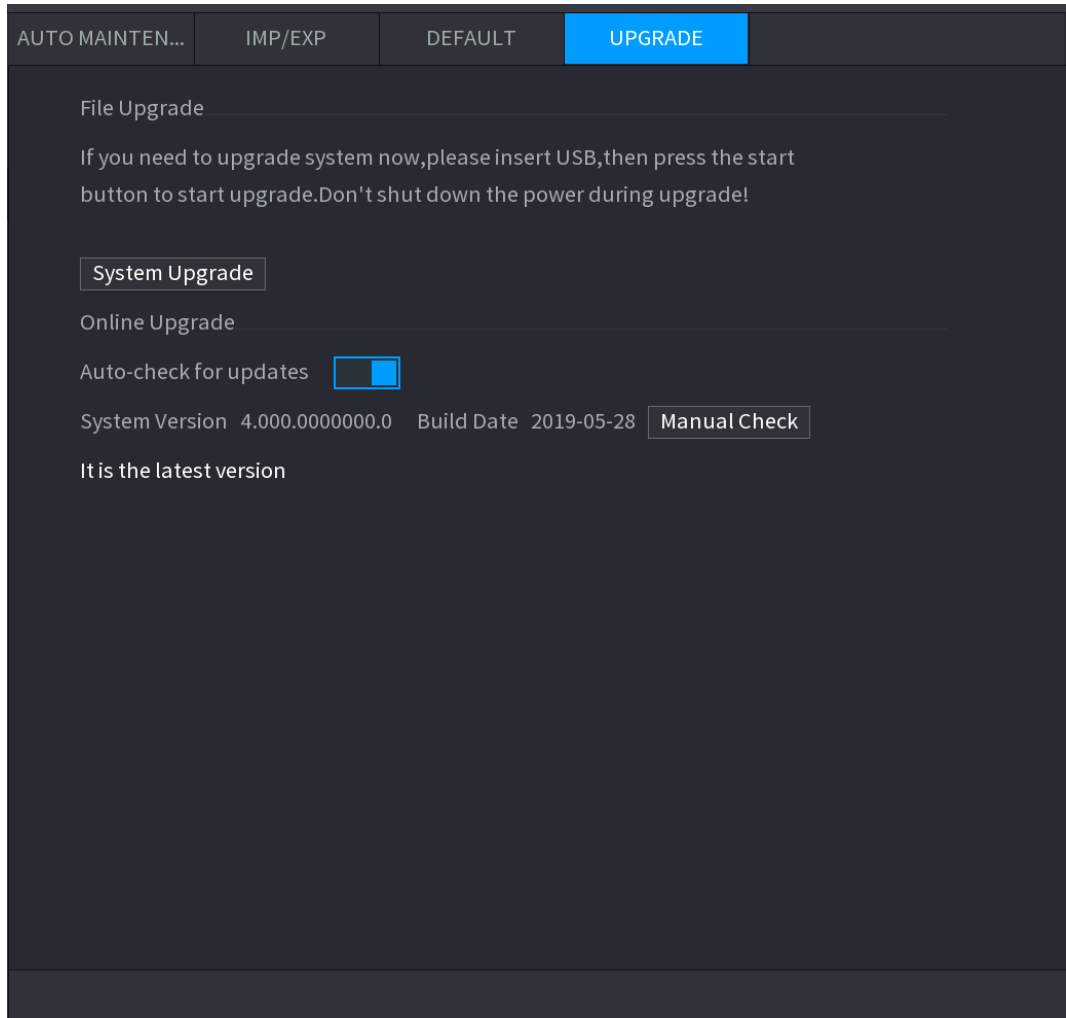 AUTO MAINTEN... IMP/EXP DEFAULT UPGRADE
File Upgrade
If you need to upgrade system now,please insert USB,then press the start
button to start upgrade.Don't shut down the power during upgrade!
System Upgrade
Online Upgrade
Auto-check for updates
System Version 4.000.0000000.0 Build Date 2019-05-28 Manual Check
It is the latest version